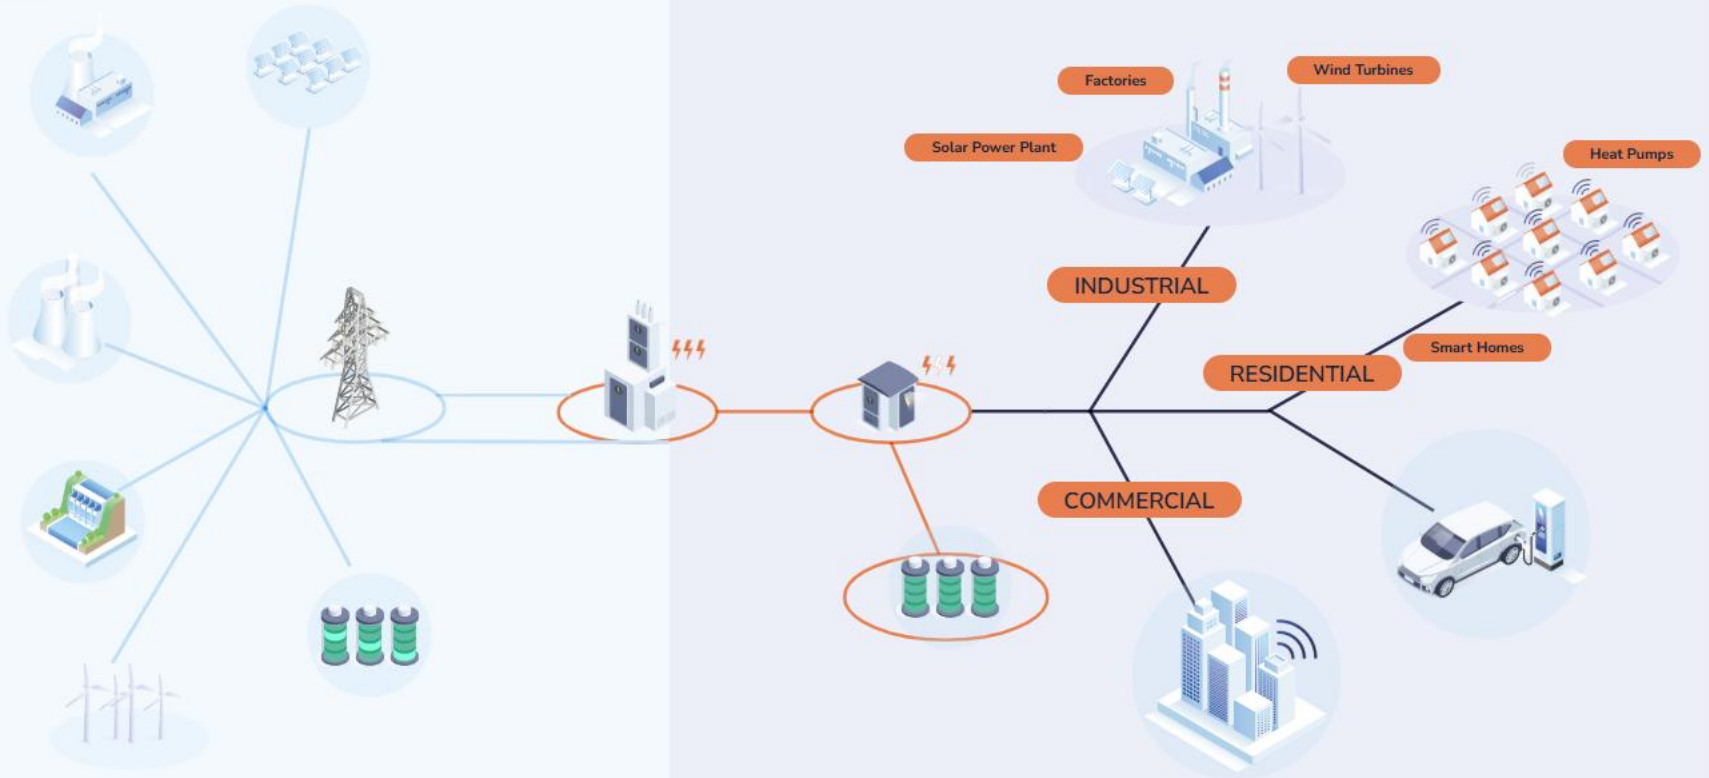 Wind Turbines
Factories
Solar Power Plant
Heat Pumps
INDUSTRIAL
Smart Homes
RESIDENTIAL
COMMERCIAL